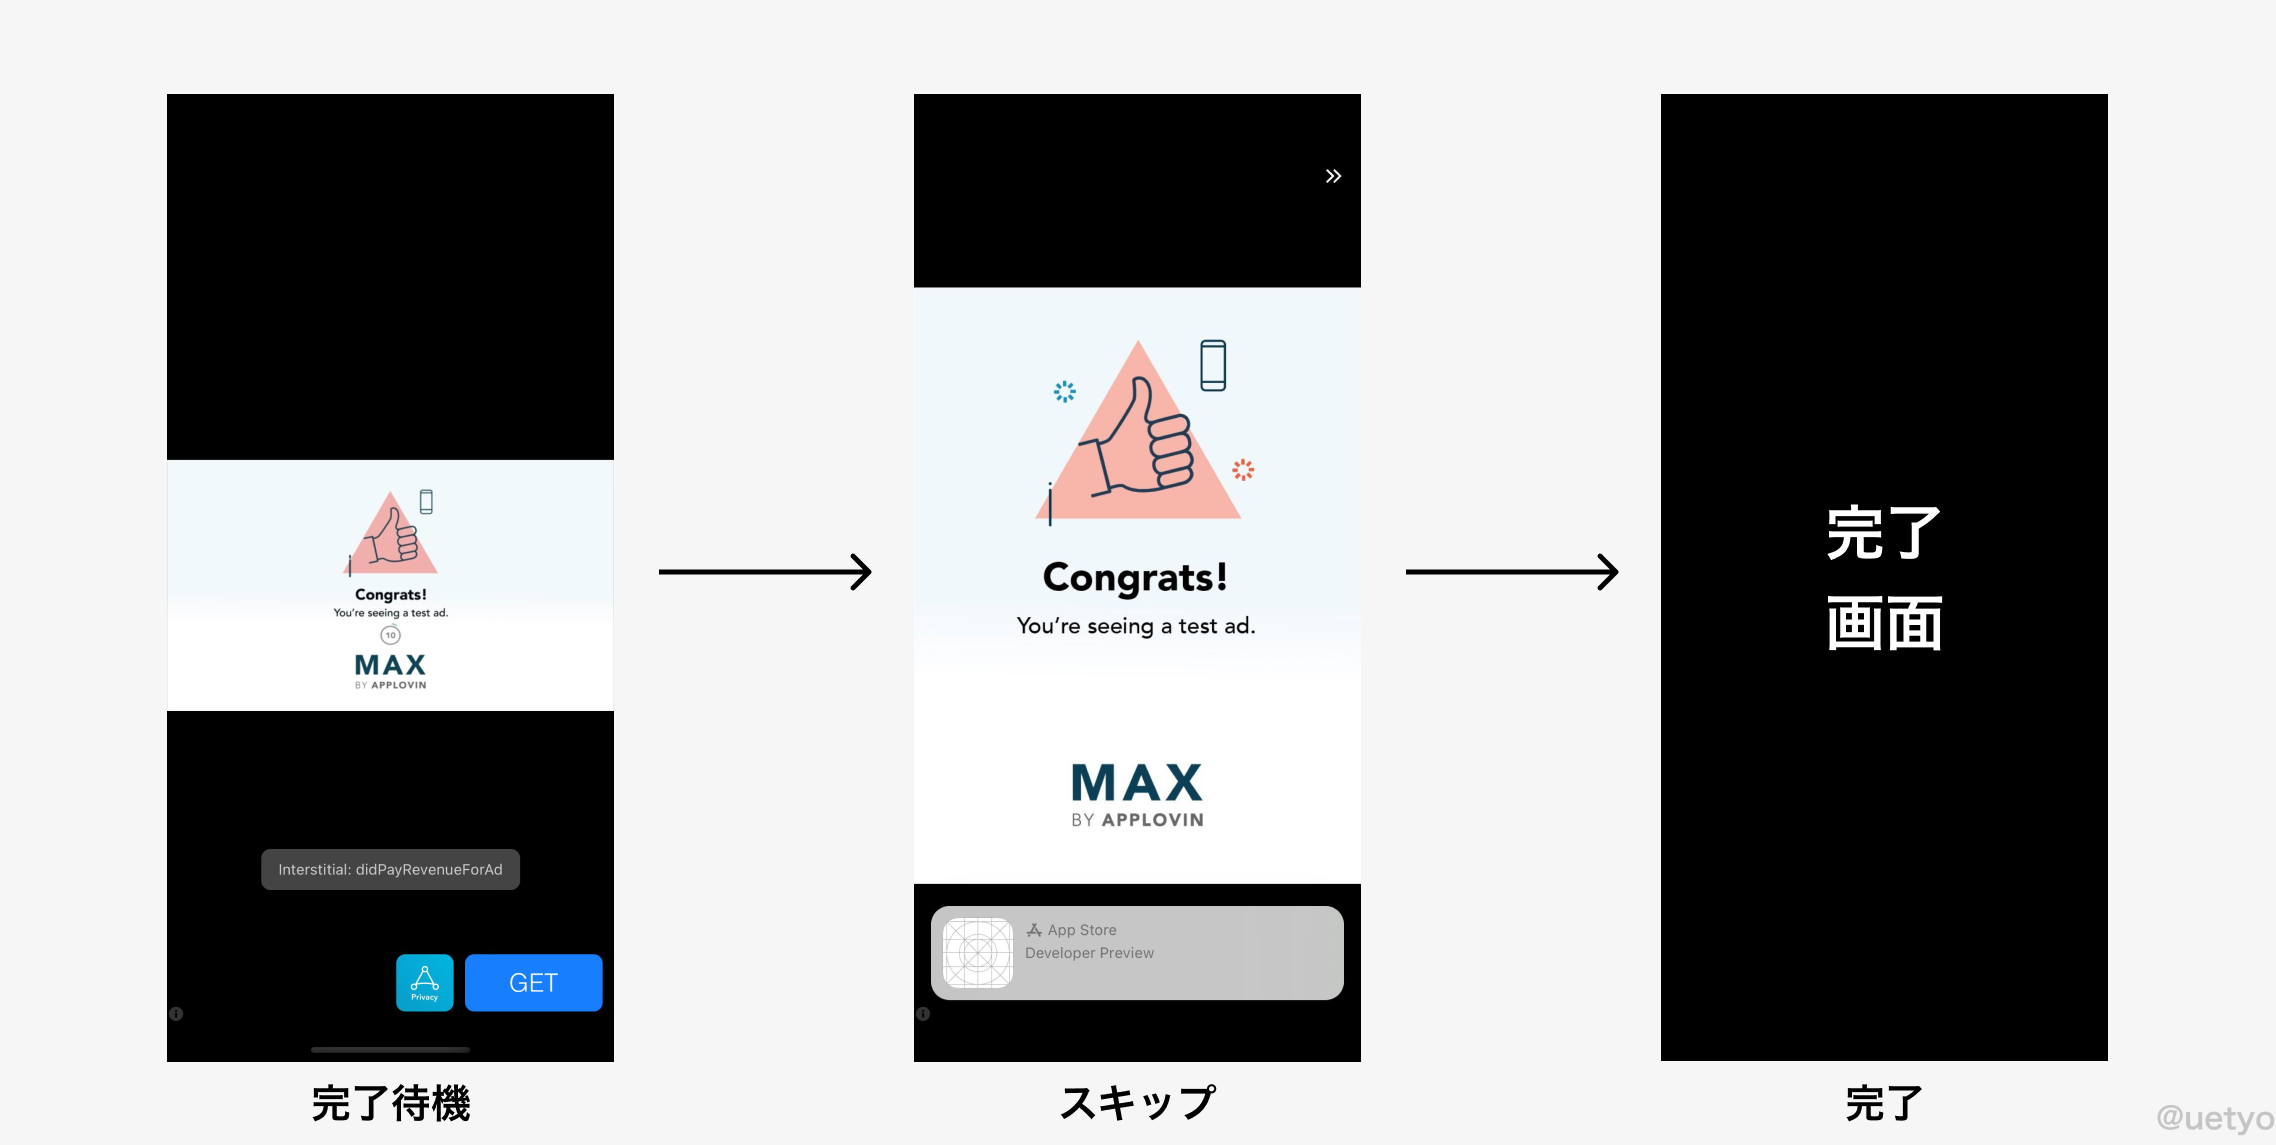 Congrats!
You're seeing a test ad.
10
MAX
BY APPLOVIN
Interstitial: didPayRevenueForAd
Privacy
GET
完了待機
Congrats!
You're seeing a test ad.
MAX
BY APPLOVIN
App Store
Developer Preview
スキップ
完了
画面
完了
@uetyo